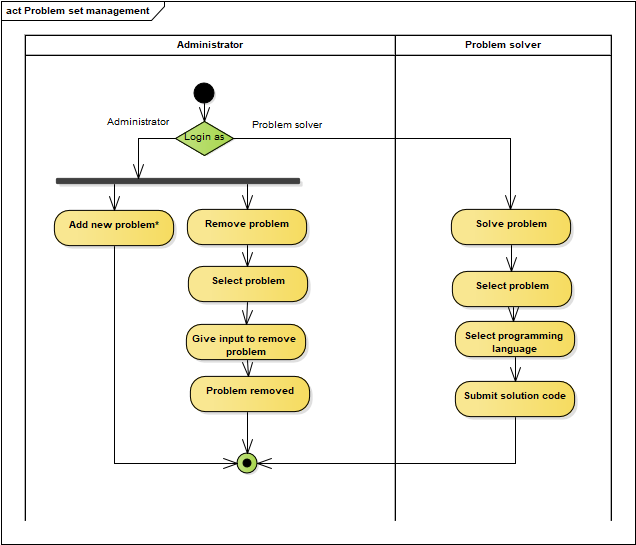 act Problem set management
Administrator
Problem solver
Administrator
Login as
Problem solver
Add new problem*
Remove problem
Solve problem
Select problem
Select problem
Give input to remove
problem
Select programming
language
Problem removed
Submit solution code